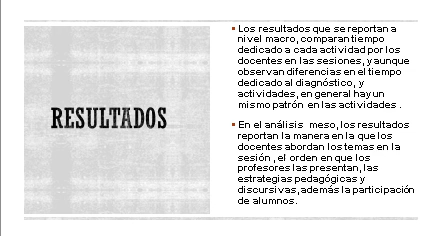 RESULTADOS
▪ Los resultados que se reportan a
nivel macro, comparan tiempo
dedicado a cada actividad por los
docentes en las sesiones, y aunque
observan diferencias en el tiempo
dedicado al diagnóstico, y
actividades, en general hay un
mismo patrón en las actividades .
▪ En el análisis meso, los resultados
reportan la manera en la que los
docentes abordan los temas en la
sesión , el orden en que los
profesores las presentan, las
estrategias pedagógicas y
discursivas, además la participación
de alumnos.